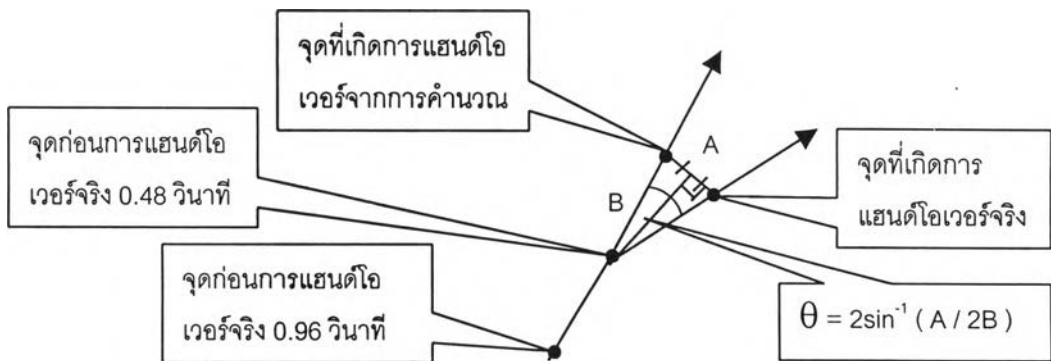 จุดที่เกิดการแฮนด์โอ
เวอร์จากการคำนวณ
จุดก่อนการแฮนด์โอ
เวอร์จริง 0.48 วินาที
A
B
จุดที่เกิดการ
แฮนด์โอเวอร์จริง
จุดก่อนการแฮนด์โอ
เวอร์จริง 0.96 วินาที
θ = 2sin⁻¹ ( A / 2B )